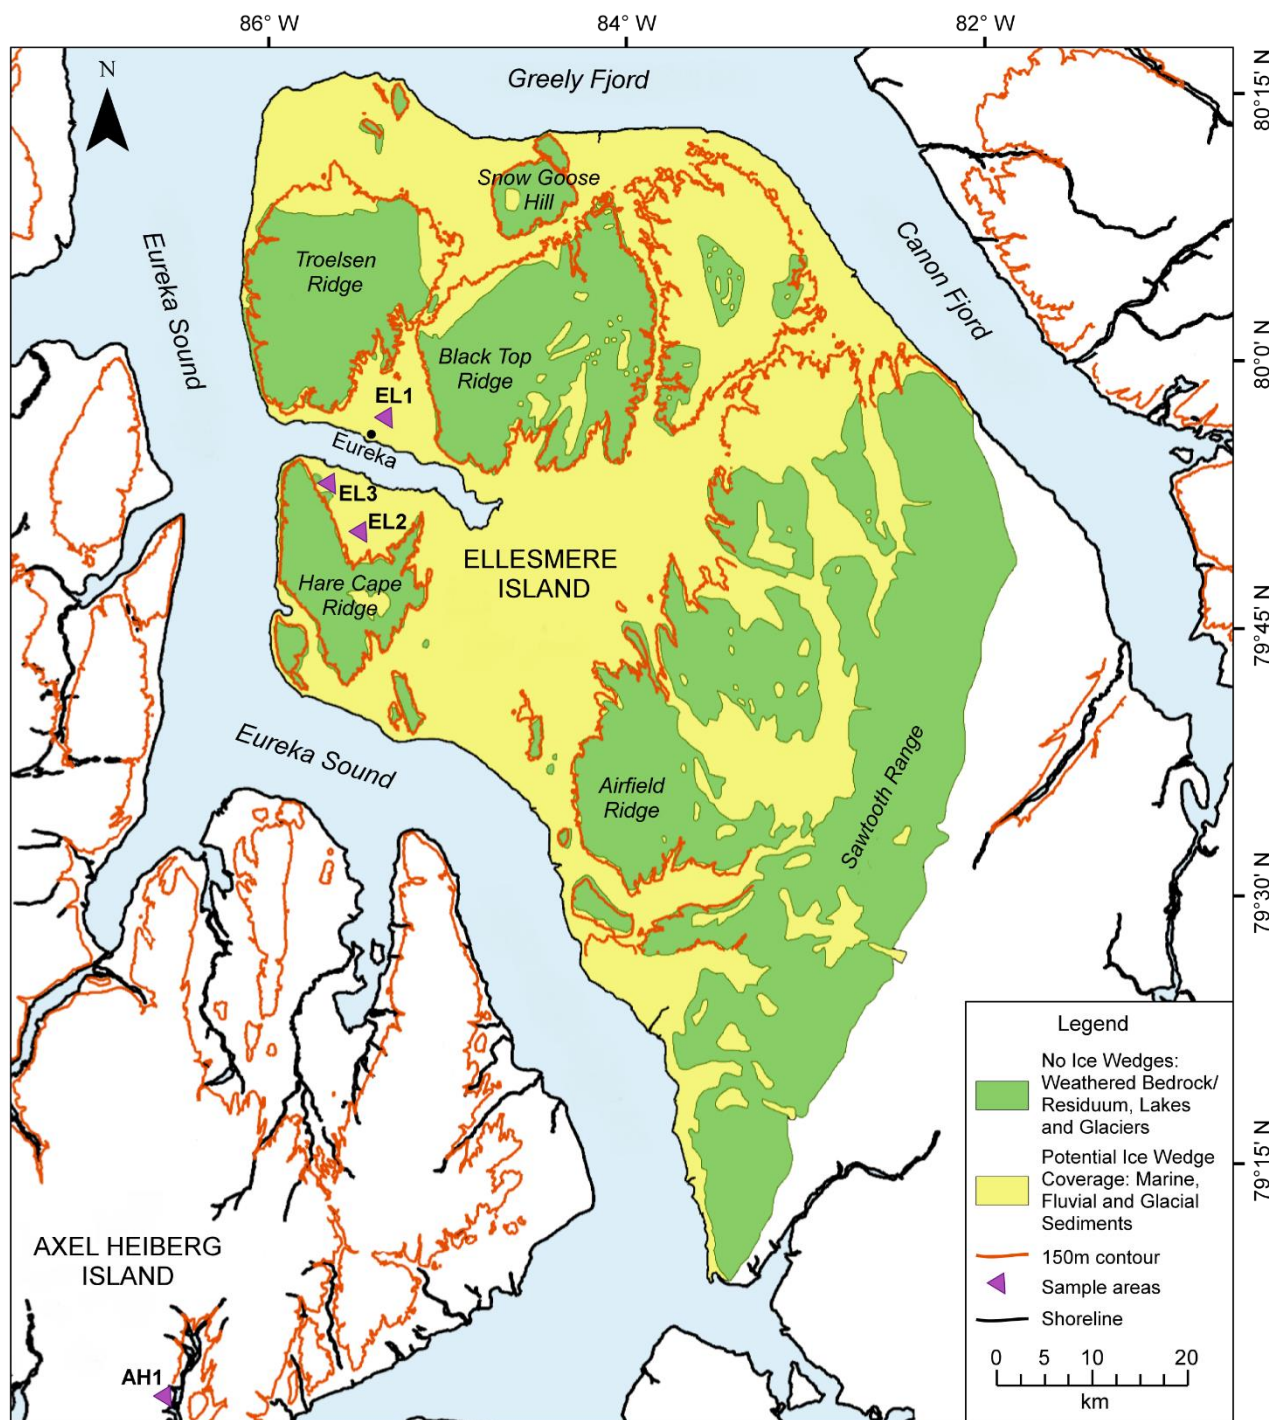 86° W
84° W
82° W
N
Greely Fjord
80°15' N
Snow Goose
Hill
Canon Fjord
Eureka Sound
Troelsen
Ridge
Black Top
Ridge
80°0' N
EL1
Eureka
EL3
EL2
ELLESMERE
ISLAND
Hare Cape
Ridge
79°45' N
Eureka Sound
Airfield
Ridge
Sawtooth Range
79°30' N
Legend
No Ice Wedges:
Weathered Bedrock/
Residuum, Lakes
and Glaciers
Potential Ice Wedge
Coverage: Marine,
Fluvial and Glacial
Sediments
79°15' N
150m contour
Sample areas
Shoreline
0 5 10 20
km
AXEL HEIBERG
ISLAND
AH1